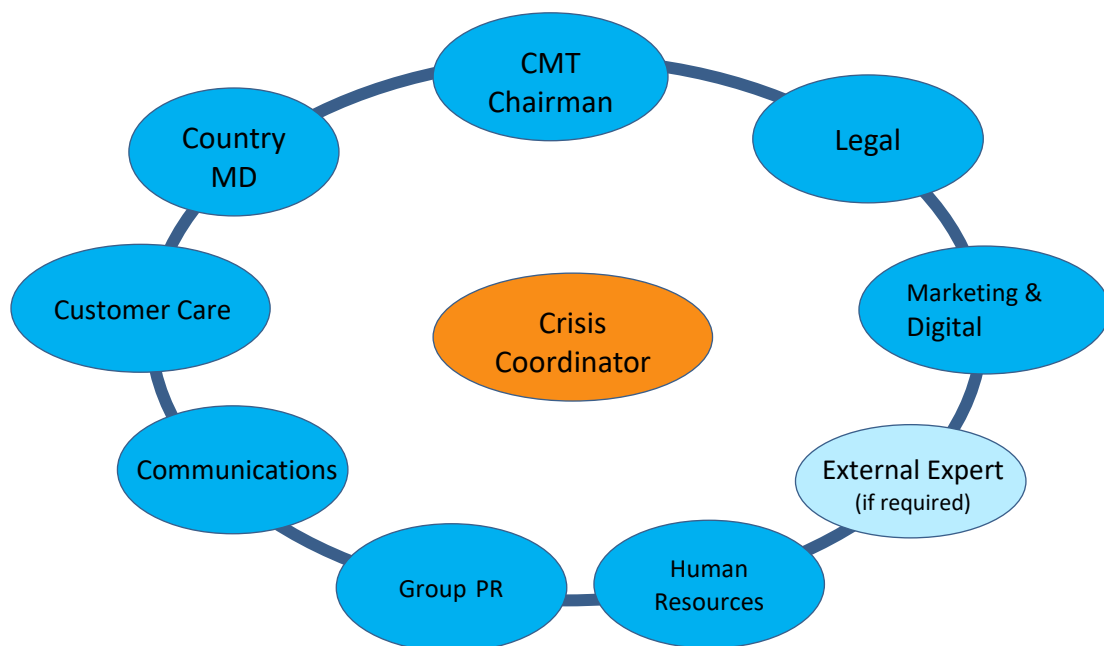 CMT
Chairman
Country
MD
Legal
Customer Care
Marketing &
Digital
Crisis
Coordinator
Communications
External Expert
(if required)
Group PR
Human
Resources